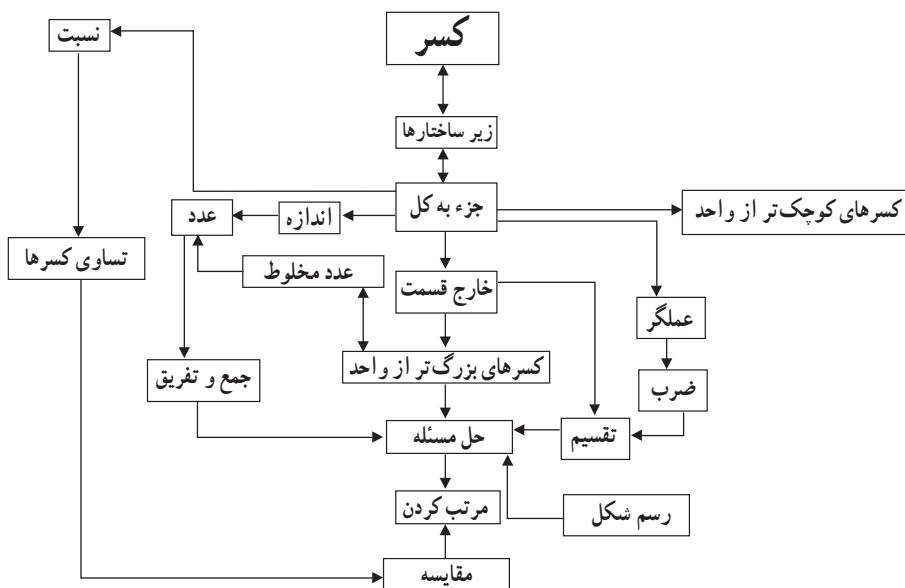 کسر
نسبت
زیر ساختارها
جزء به کل
کسرهای کوچک‌تر از واحد
اندازه
عدد
تساوی کسرها
عدد مخلوط
خارج قسمت
عملگر
کسرهای بزرگ‌تر از واحد
جمع و تفریق
ضرب
حل مسئله
تقسیم
مرتب کردن
رسم شکل
مقایسه